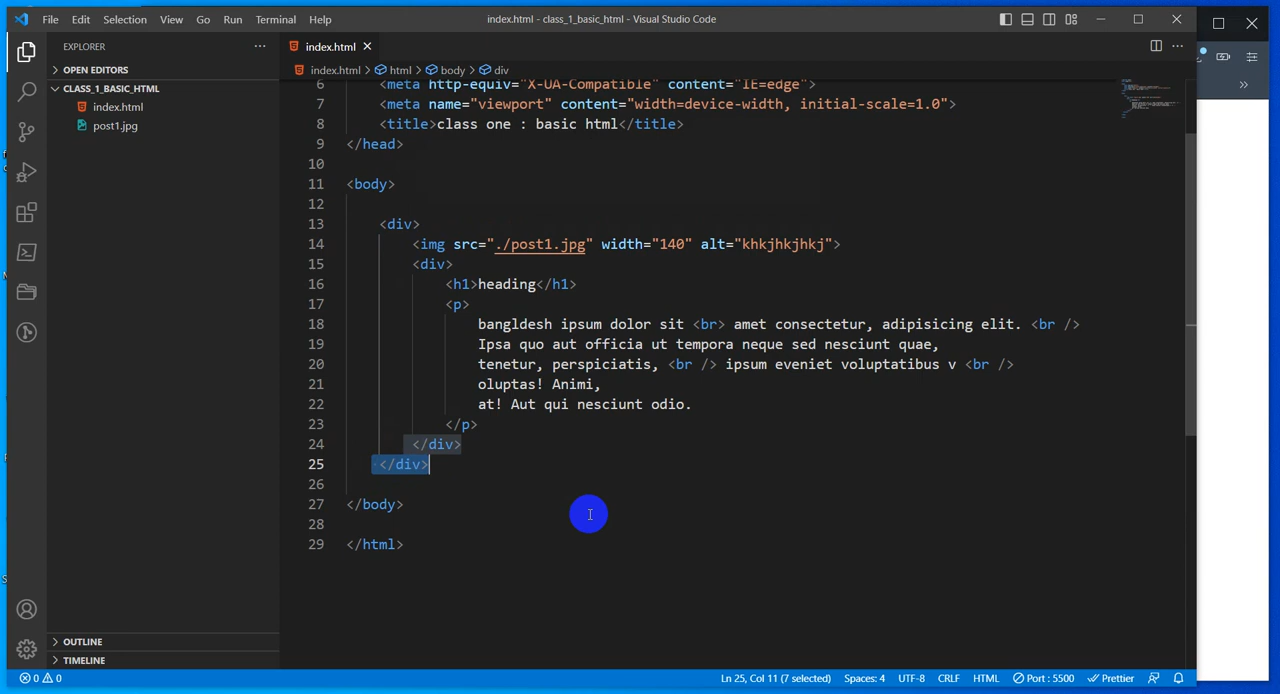 File Edit Selection View Go Run Terminal Help index.html - class_1_basic_html - Visual Studio Code
EXPLORER
OPEN EDITORS
CLASS_1_BASIC_HTML
index.html
post1.jpg
OUTLINE
TIMELINE
index.html
index.html > html > body > div
6 <meta http-equiv="X-UA-Compatible" content="IE=edge">
7 <meta name="viewport" content="width=device-width, initial-scale=1.0">
8 <title>class one : basic html</title>
9 </head>
10
11 <body>
12
13 <div>
14 <img src="./post1.jpg" width="140" alt="khkjhkjhkj">
15 <div>
16 <h1>heading</h1>
17 <p>
18 bangldesh ipsum dolor sit <br> amet consectetur, adipisicing elit. <br />
19 Ipsa quo aut officia ut tempora neque sed nesciunt quae,
20 tenetur, perspiciatis, <br /> ipsum eveniet voluptatibus v <br />
21 oluptas! Animi,
22 at! Aut qui nesciunt odio.
23 </p>
24 </div>
25 </div>
26
27 </body>
28
29 </html>
0 0 Ln 25, Col 11 (7 selected) Spaces: 4 UTF-8 CRLF HTML Port : 5500 Prettier